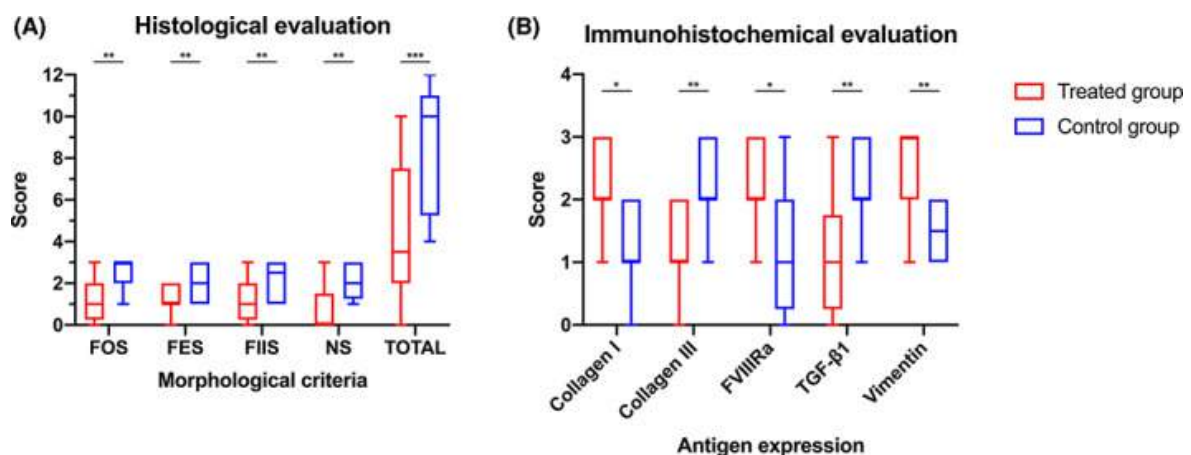 (A)
Histological evaluation
** ** ** ** ***
12
10
8
6
4
2
0
Score
FOS FES FIIS NS TOTAL
Morphological criteria
(B)
Immunohistochemical evaluation
* ** * ** **
4
3
2
1
0
Score
Collagen I
Collagen III
FVIIIRa
TGF-β1
Vimentin
Antigen expression
Treated group
Control group